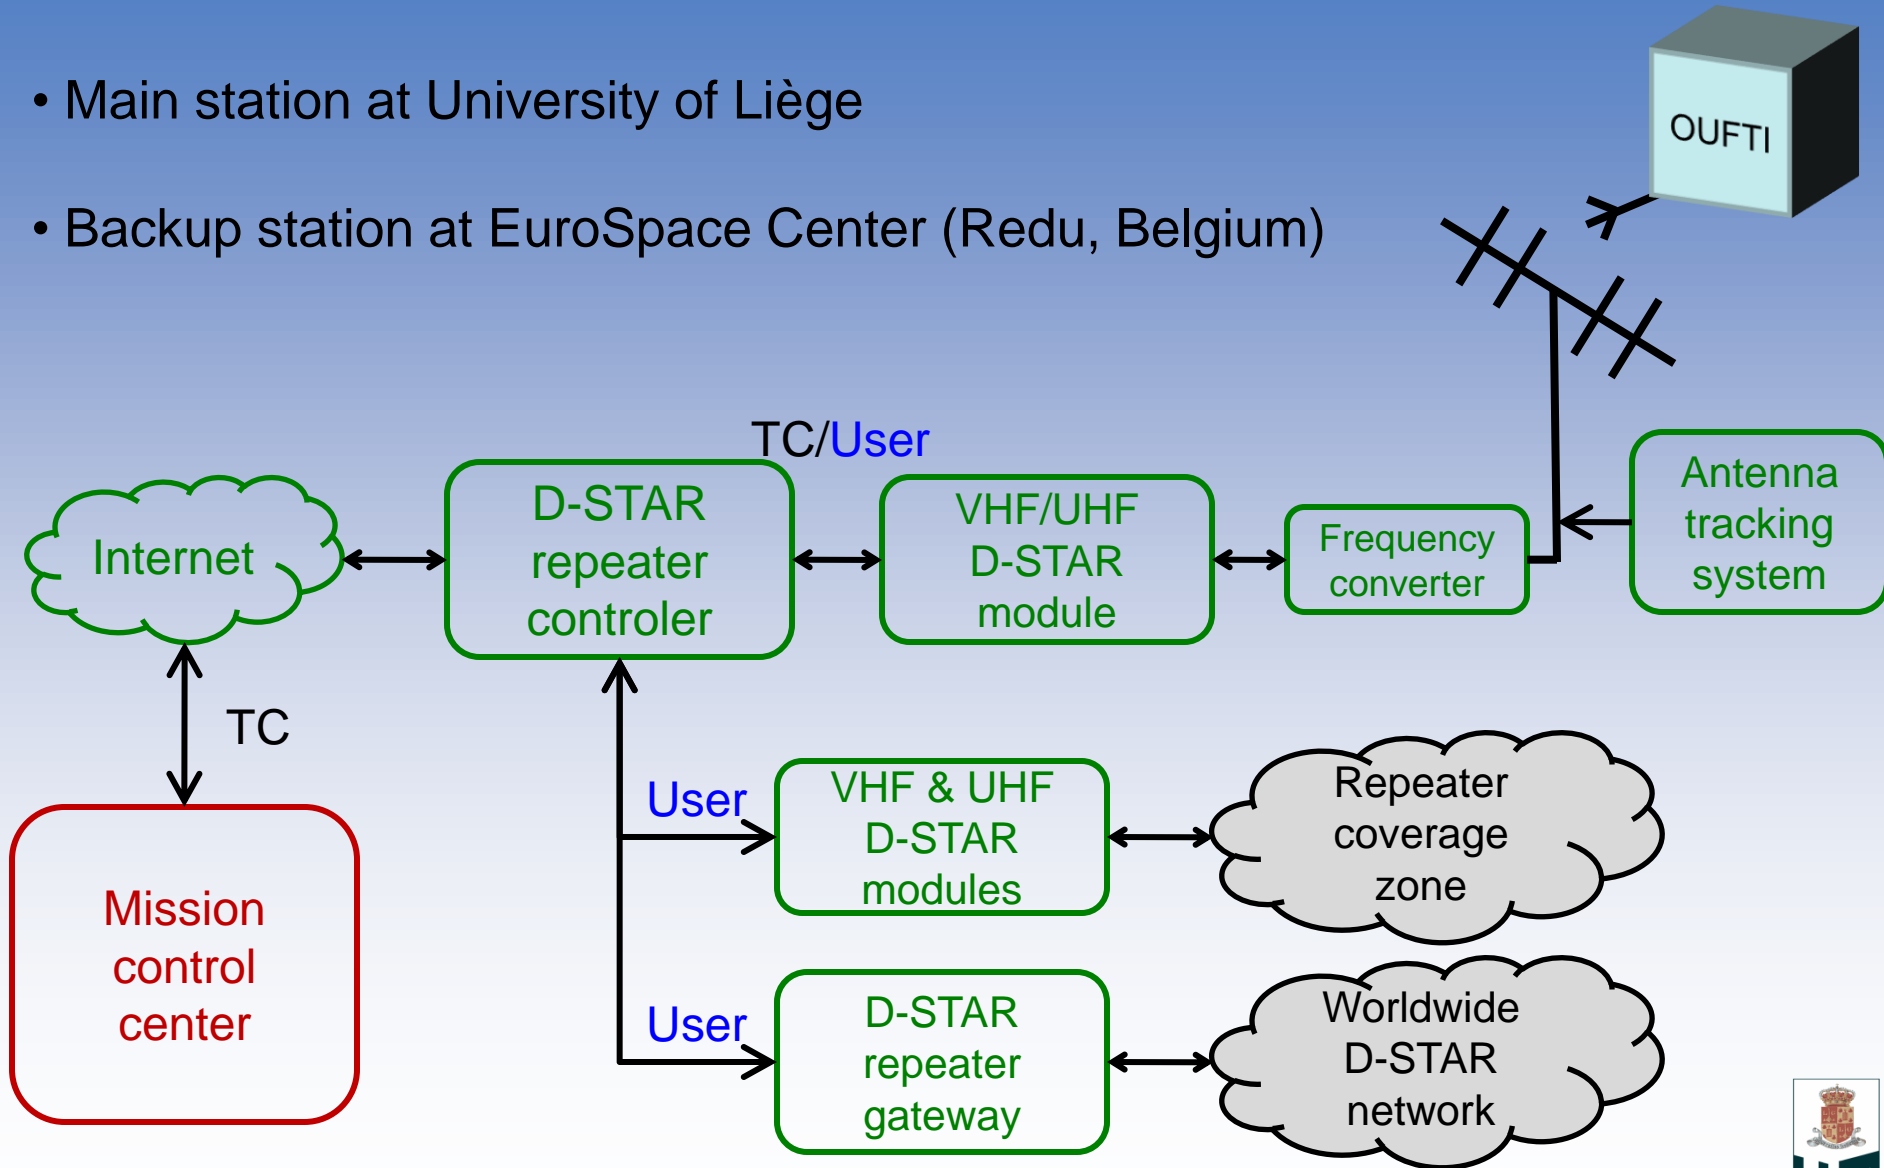 • Main station at University of Liège
• Backup station at EuroSpace Center (Redu, Belgium)
OUFTI
TC/User
Internet
D-STAR
repeater
controler
VHF/UHF
D-STAR
module
Frequency
converter
Antenna
tracking
system
TC
Mission
control
center
User
VHF & UHF
D-STAR
modules
Repeater
coverage
zone
User
D-STAR
repeater
gateway
Worldwide
D-STAR
network